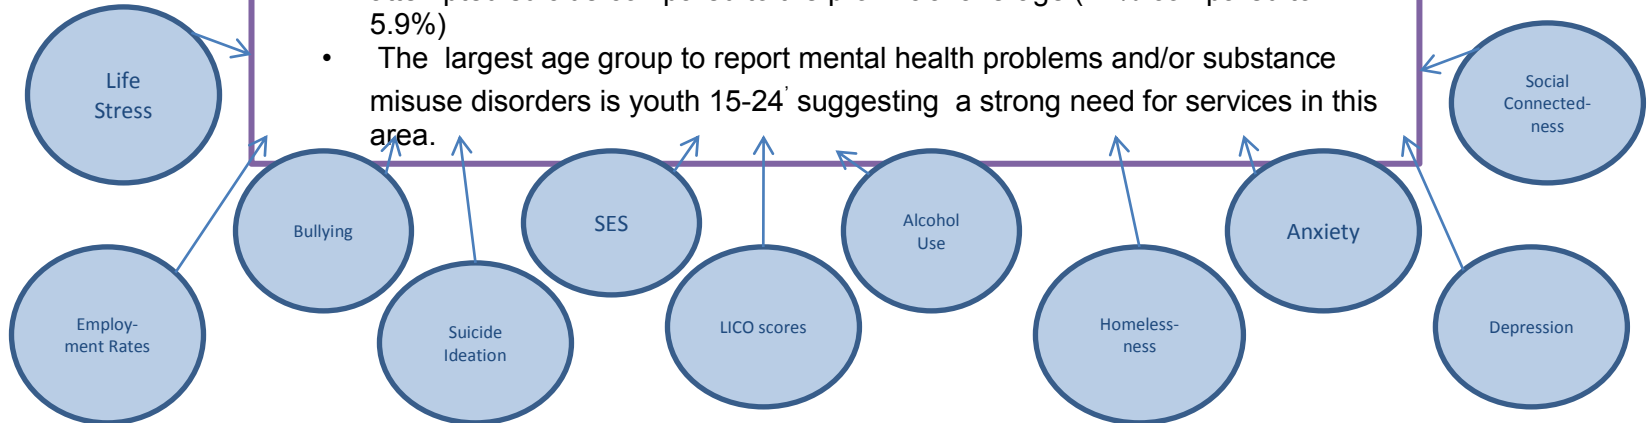 5.9%)
• The largest age group to report mental health problems and/or substance
misuse disorders is youth 15-24' suggesting a strong need for services in this
area.
Life
Stress
Social
Connected-
ness
Bullying
SES
Alcohol
Use
Anxiety
Employ-
ment Rates
Suicide
Ideation
LICO scores
Homeless-
ness
Depression